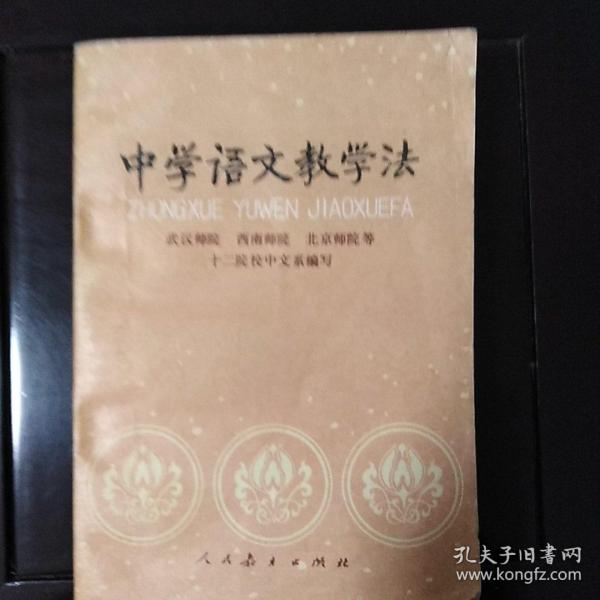 中学语文教学法
ZHONGXUE YUWEN JIAOXUEFA
武汉师院 西南师院 北京师院等
十二院校中文系编写
人民教育出版社
孔夫子旧书网
www.kongfz.com